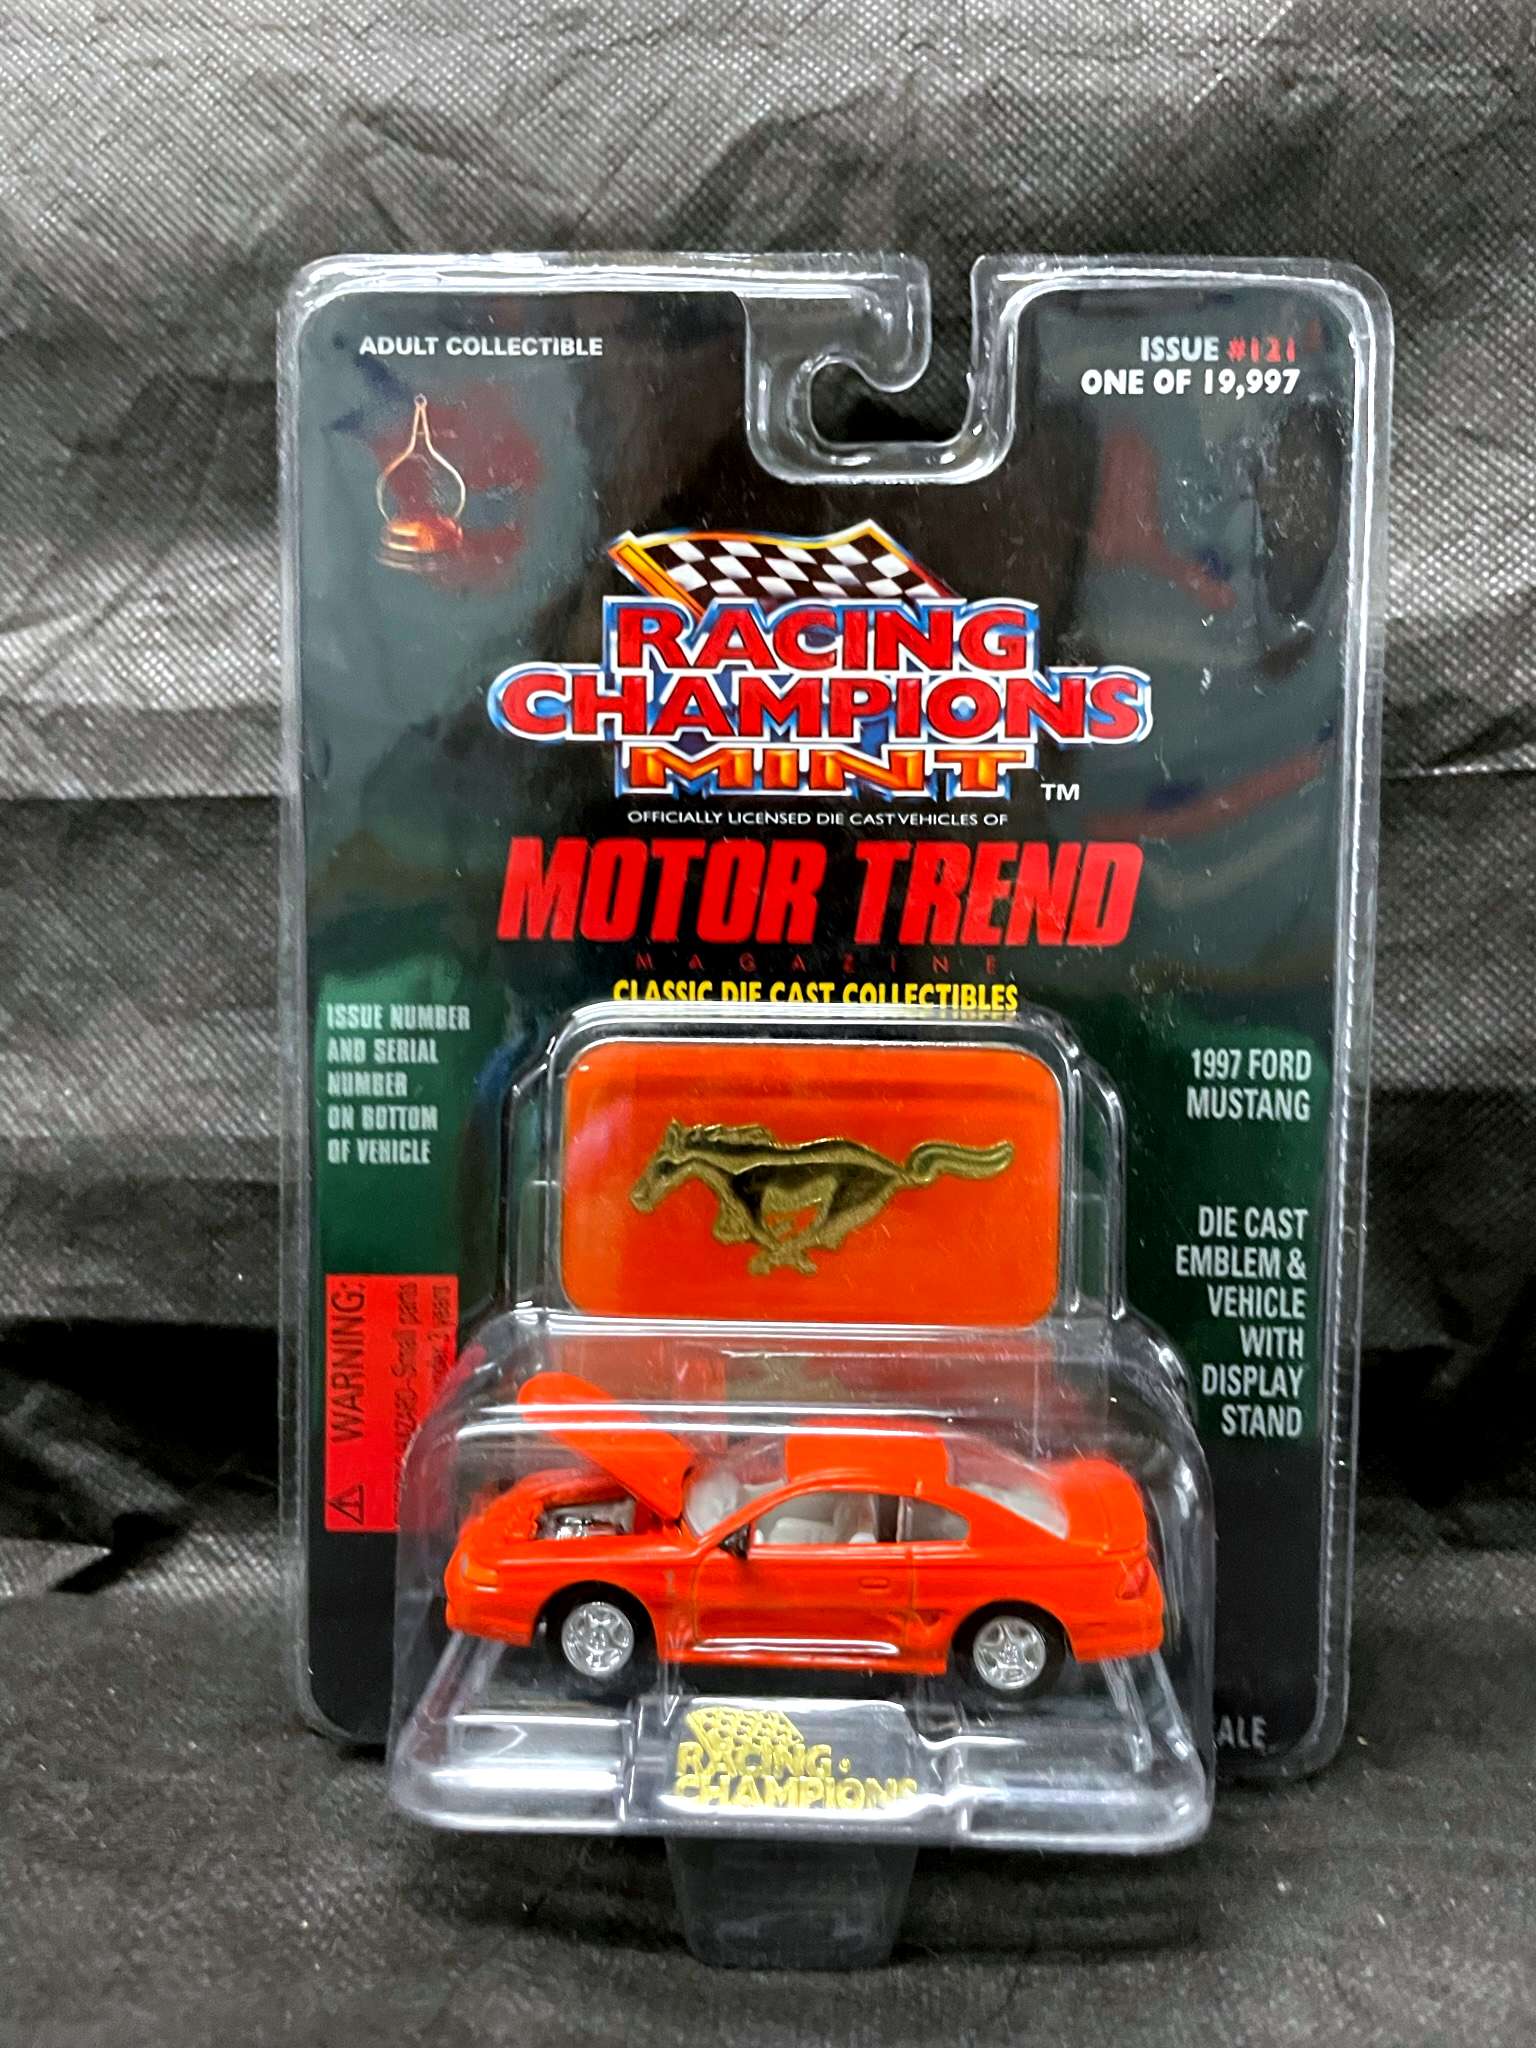 ADULT COLLECTIBLE
ISSUE #121
ONE OF 19,997
RACING
CHAMPIONS
MINT
TM
OFFICIALLY LICENSED DIE CAST VEHICLES OF
MOTOR TREND
MAGAZINE
CLASSIC DIE CAST COLLECTIBLES
ISSUE NUMBER
AND SERIAL
NUMBER
ON BOTTOM
OF VEHICLE
1997 FORD
MUSTANG
DIE CAST
EMBLEM &
VEHICLE
WITH
DISPLAY
STAND
WARNING:
Small parts
RACING
CHAMPIONS